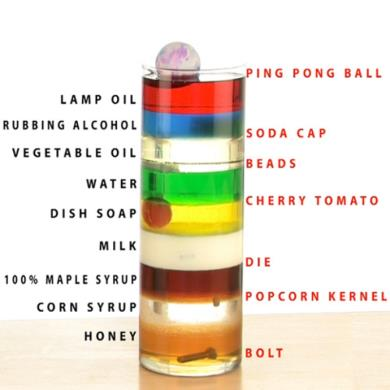 PING PONG BALL
LAMP OIL
RUBBING ALCOHOL
SODA CAP
VEGETABLE OIL
BEADS
WATER
CHERRY TOMATO
DISH SOAP
MILK
DIE
100% MAPLE SYRUP
POPCORN KERNEL
CORN SYRUP
HONEY
BOLT